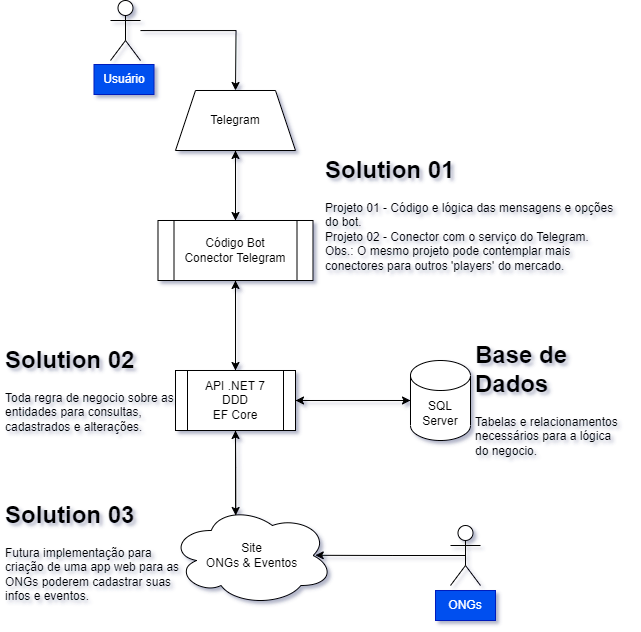 Usuário
Telegram
Solution 01
Projeto 01 - Código e lógica das mensagens e opções
do bot.
Projeto 02 - Conector com o serviço do Telegram.
Obs.: O mesmo projeto pode contemplar mais
conectores para outros 'players' do mercado.
Código Bot
Conector Telegram
Solution 02
Toda regra de negocio sobre as
entidades para consultas,
cadastrados e alterações.
API .NET 7
DDD
EF Core
SQL
Server
Base de
Dados
Tabelas e relacionamentos
necessários para a lógica
do negocio.
Solution 03
Futura implementação para
criação de uma app web para as
ONGs poderem cadastrar suas
infos e eventos.
Site
ONGs & Eventos
ONGs